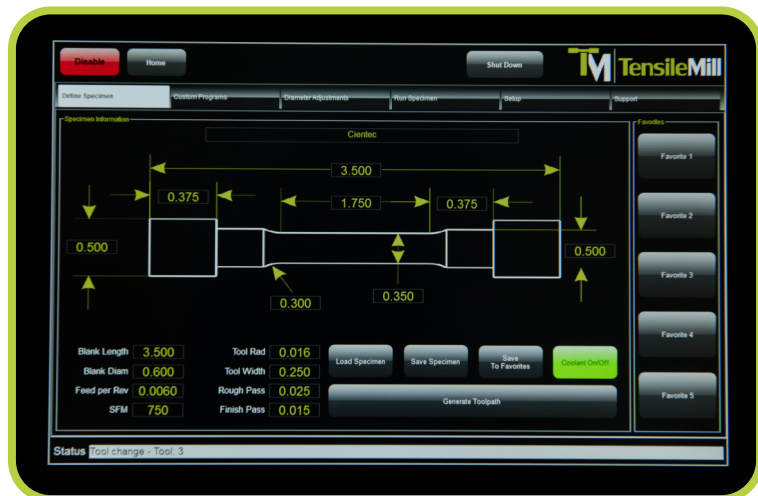 Disable
Home
Shut Down
TM TensileMill
Define Specimen
Custom Programs
Diameter Adjustments
Run Specimen
Setup
Support
Specimen Information
Favorites
Cientec
3.500
0.375
1.750
0.375
0.500
0.500
0.300
0.350
Favorite 1
Favorite 2
Favorite 3
Favorite 4
Favorite 5
Blank Length 3.500
Blank Diam 0.600
Feed per Rev 0.0060
SFM 750
Tool Rad 0.016
Tool Width 0.250
Rough Pass 0.025
Finish Pass 0.015
Load Specimen
Save Specimen
Save
To Favorites
Coolant On/Off
Generate Toolpath
Status Tool change - Tool: 3